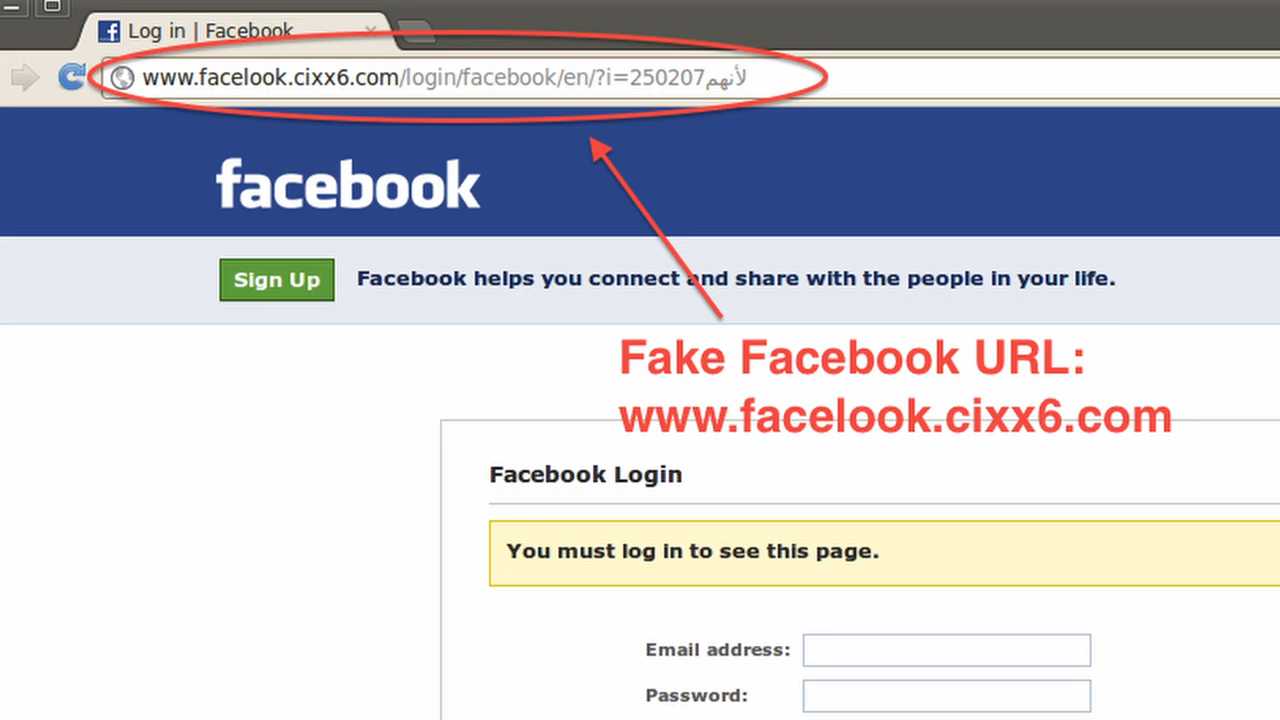 Log in | Facebook
www.facelook.cixx6.com/login/facebook/en/?i=250207لأنهم
facebook
Sign Up
Facebook helps you connect and share with the people in your life.
Fake Facebook URL:
www.facelook.cixx6.com
Facebook Login
You must log in to see this page.
Email address:
Password: